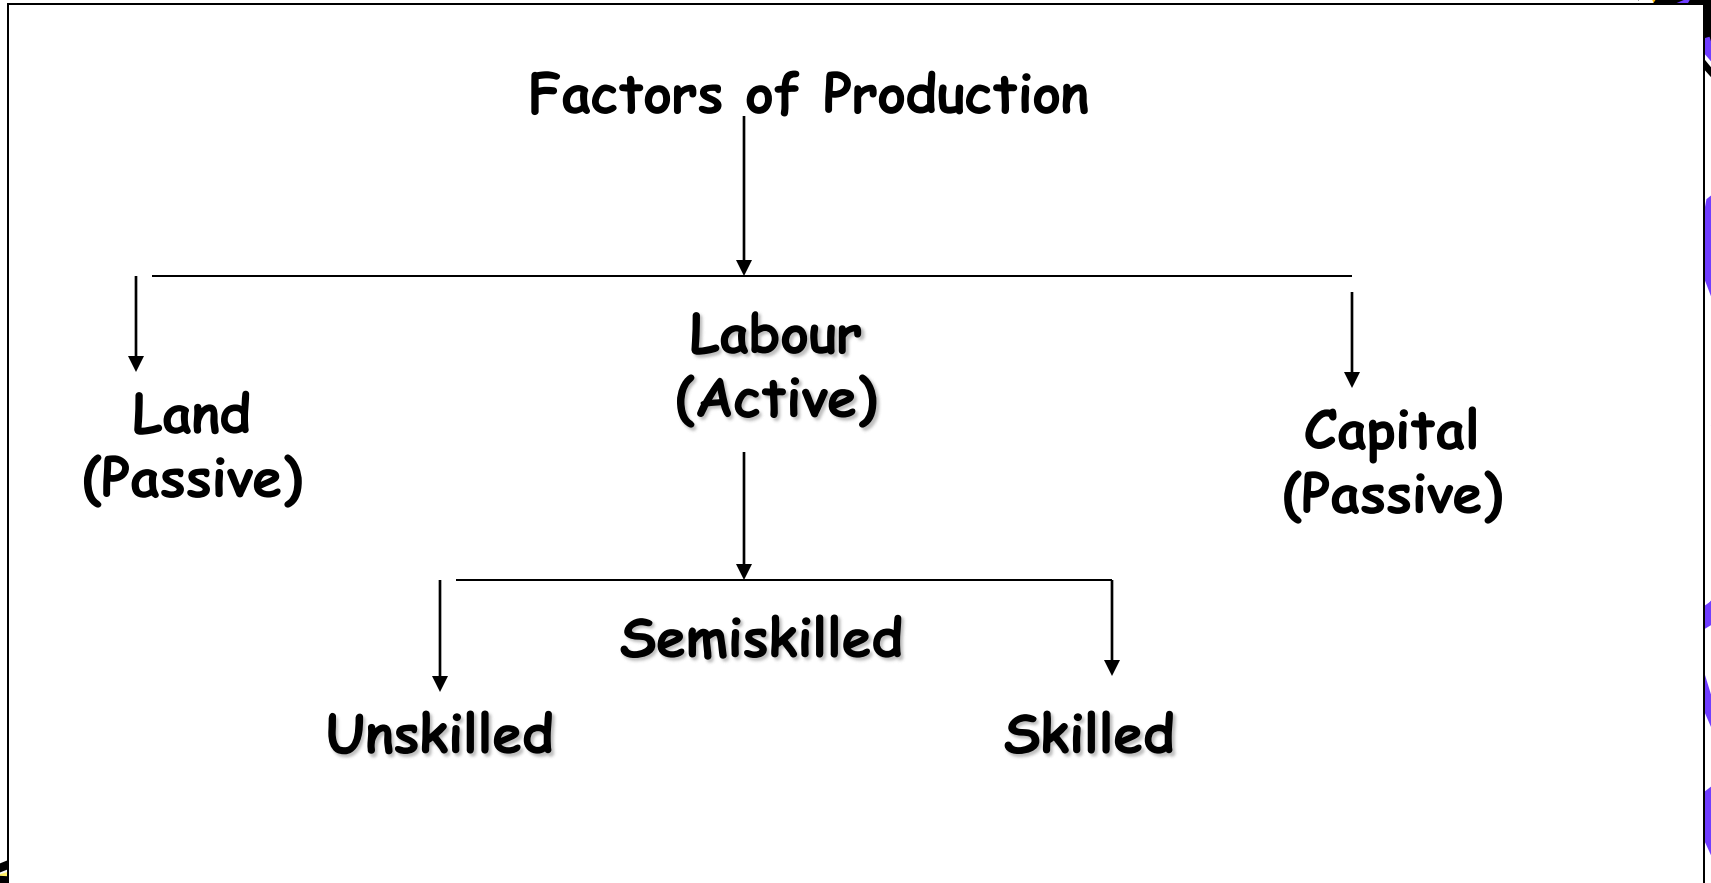 Factors of Production
Labour
(Active)
Land
(Passive)
Capital
(Passive)
Semiskilled
Unskilled
Skilled